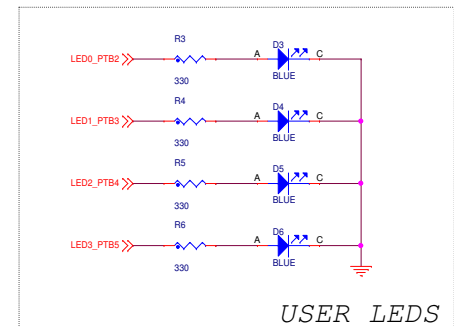 R3
D3
LED0_PTB2
A
C
330
BLUE
R4
D4
LED1_PTB3
A
C
330
BLUE
R5
D5
LED2_PTB4
A
C
330
BLUE
R6
D6
LED3_PTB5
A
C
330
BLUE
USER LEDS